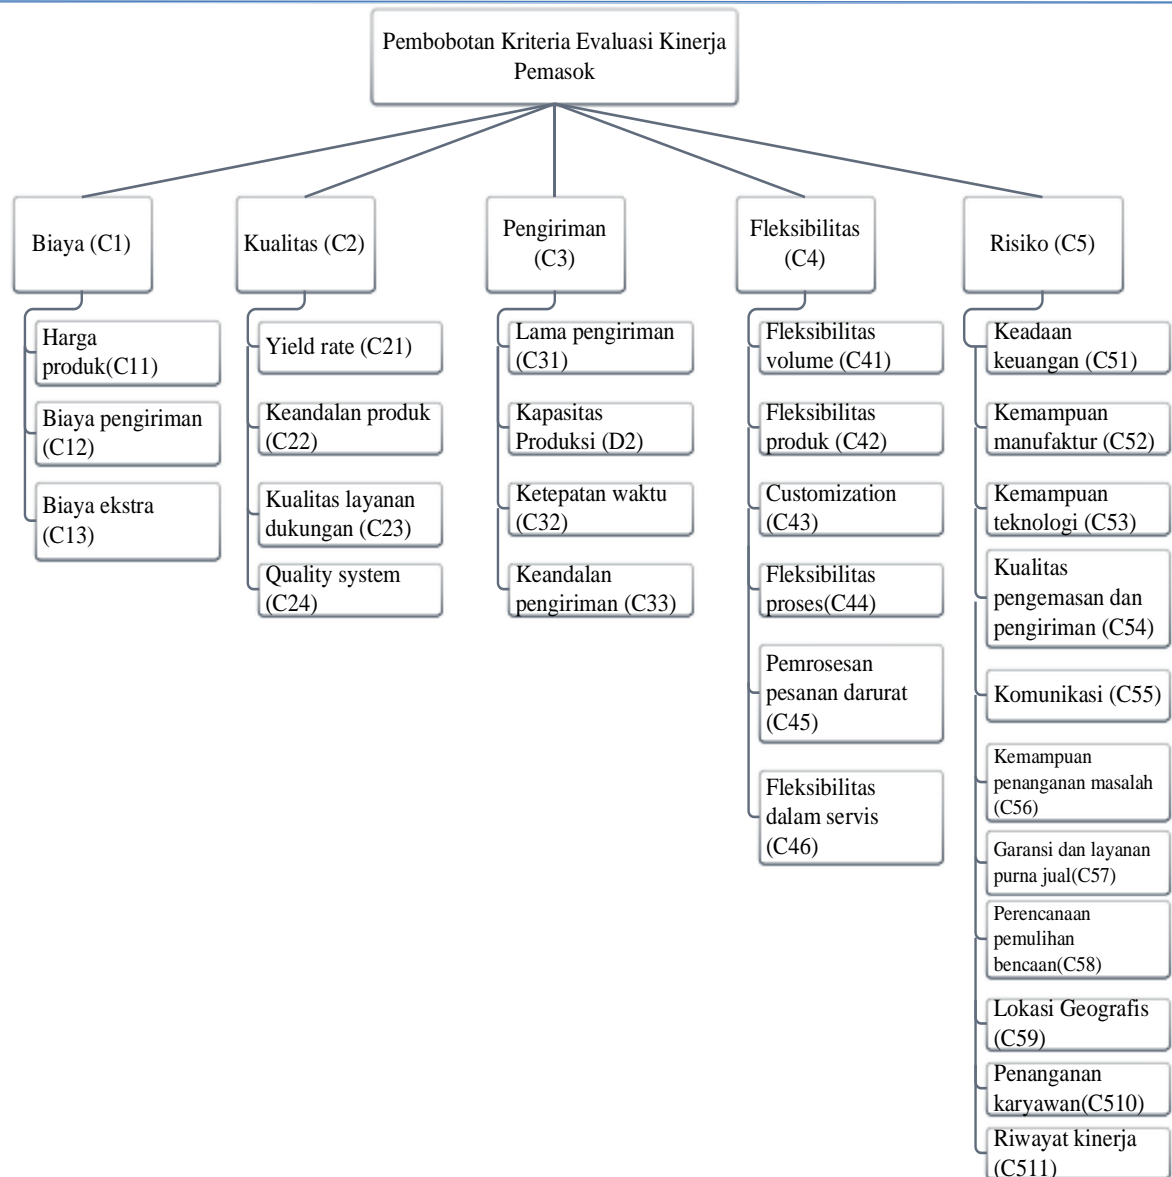 Pembobotan Kriteria Evaluasi Kinerja
Pemasok
Biaya (C1)
Harga
produk(C11)
Biaya pengiriman
(C12)
Biaya ekstra
(C13)
Kualitas (C2)
Yield rate (C21)
Keandalan produk
(C22)
Kualitas layanan
dukungan (C23)
Quality system
(C24)
Pengiriman
(C3)
Lama pengiriman
(C31)
Kapasitas
Produksi (D2)
Ketepatan waktu
(C32)
Keandalan
pengiriman (C33)
Fleksibilitas
(C4)
Fleksibilitas
volume (C41)
Fleksibilitas
produk (C42)
Customization
(C43)
Fleksibilitas
proses(C44)
Pemrosesan
pesanan darurat
(C45)
Fleksibilitas
dalam servis
(C46)
Risiko (C5)
Keadaan
keuangan (C51)
Kemampuan
manufaktur (C52)
Kemampuan
teknologi (C53)
Kualitas
pengemasan dan
pengiriman (C54)
Komunikasi (C55)
Kemampuan
penanganan masalah
(C56)
Garansi dan layanan
purna jual(C57)
Perencanaan
pemulihan
bencaan(C58)
Lokasi Geografis
(C59)
Penanganan
karyawan(C510)
Riwayat kinerja
(C511)